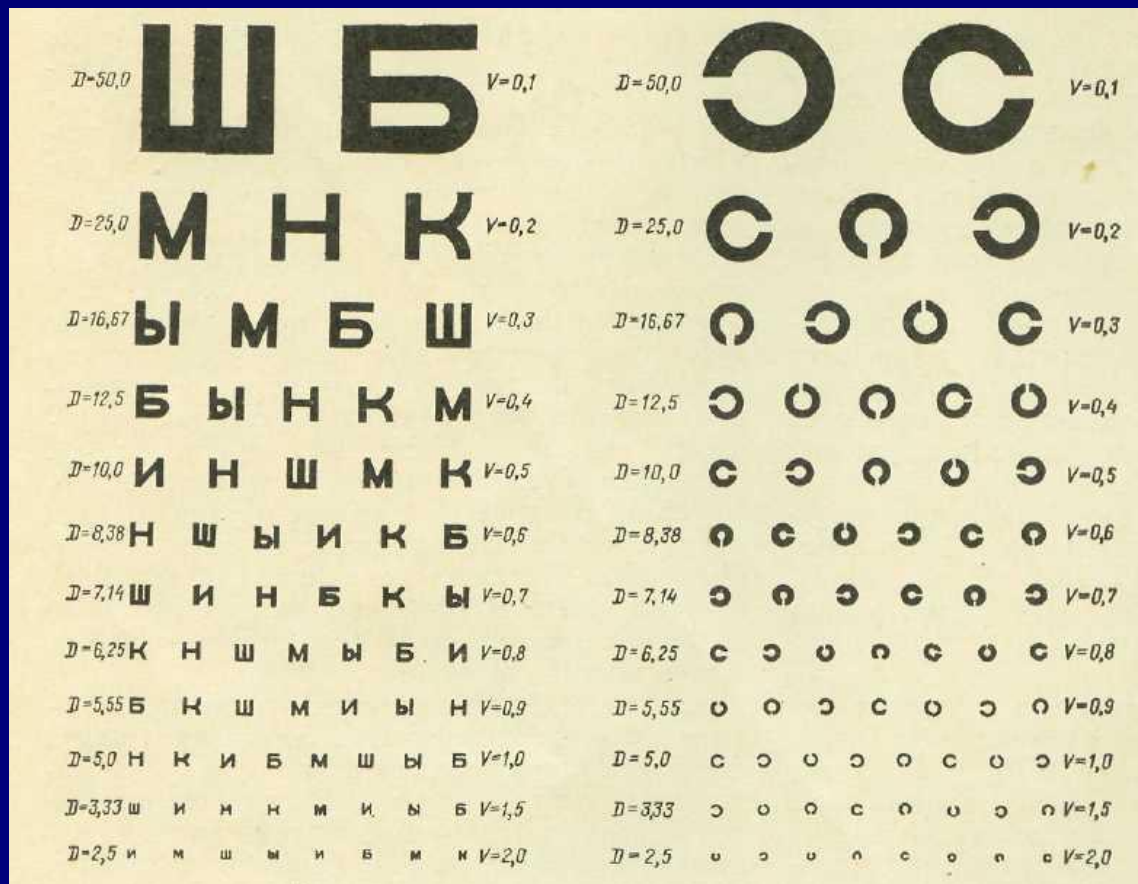 D=50,0 Ш Б V=0,1
D=25,0 М Н К V=0,2
D=16,67 Ы М Б Ш V=0,3
D=12,5 Б Ы Н К М V=0,4
D=10,0 И Н Ш М К V=0,5
D=8,38 Н Ш Ы И К Б V=0,6
D=7,14 Ш И Н Б К Ы V=0,7
D=6,25 К Н Ш М Ы Б И V=0,8
D=5,55 Б К Ш М И Ы Н V=0,9
D=5,0 Н К И Б М Ш Ы Б V=1,0
D=3,33 Ш И Н К М И Ы Б V=1,5
D=2,5 И М Ш Ы Н Б М К V=2,0
D=50,0 V=0,1
D=25,0 V=0,2
D=16,67 V=0,3
D=12,5 V=0,4
D=10,0 V=0,5
D=8,38 V=0,6
D=7,14 V=0,7
D=6,25 V=0,8
D=5,55 V=0,9
D=5,0 V=1,0
D=3,33 V=1,5
D=2,5 V=2,0